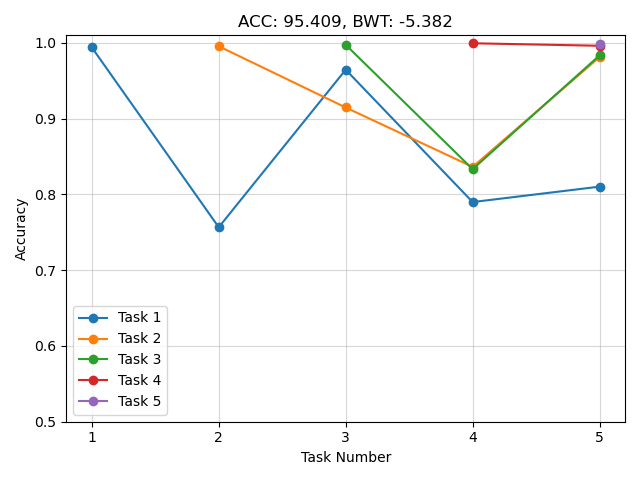 ACC: 95.409, BWT: -5.382
1.0
0.9
0.8
0.7
0.6
0.5
Accuracy
Task 1
Task 2
Task 3
Task 4
Task 5
1 2 3 4 5
Task Number